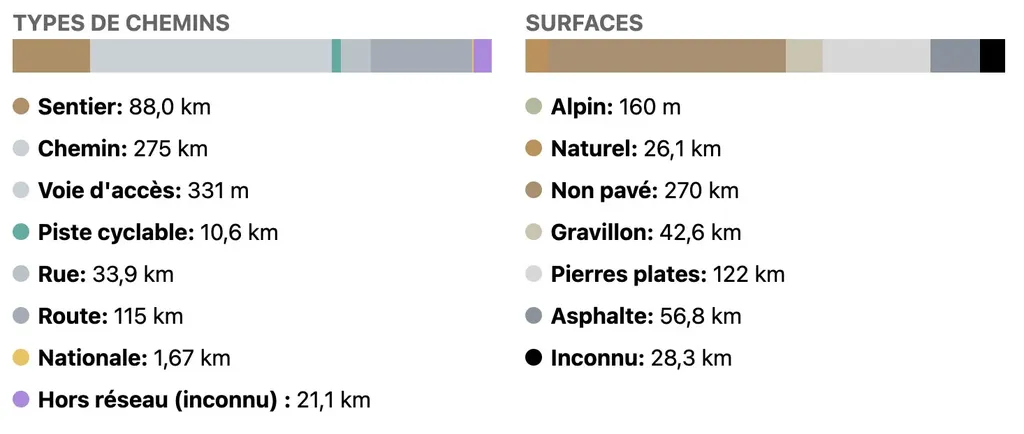 TYPES DE CHEMINS
Sentier: 88,0 km
Chemin: 275 km
Voie d'accès: 331 m
Piste cyclable: 10,6 km
Rue: 33,9 km
Route: 115 km
Nationale: 1,67 km
Hors réseau (inconnu) : 21,1 km
SURFACES
Alpin: 160 m
Naturel: 26,1 km
Non pavé: 270 km
Gravillon: 42,6 km
Pierres plates: 122 km
Asphalte: 56,8 km
Inconnu: 28,3 km